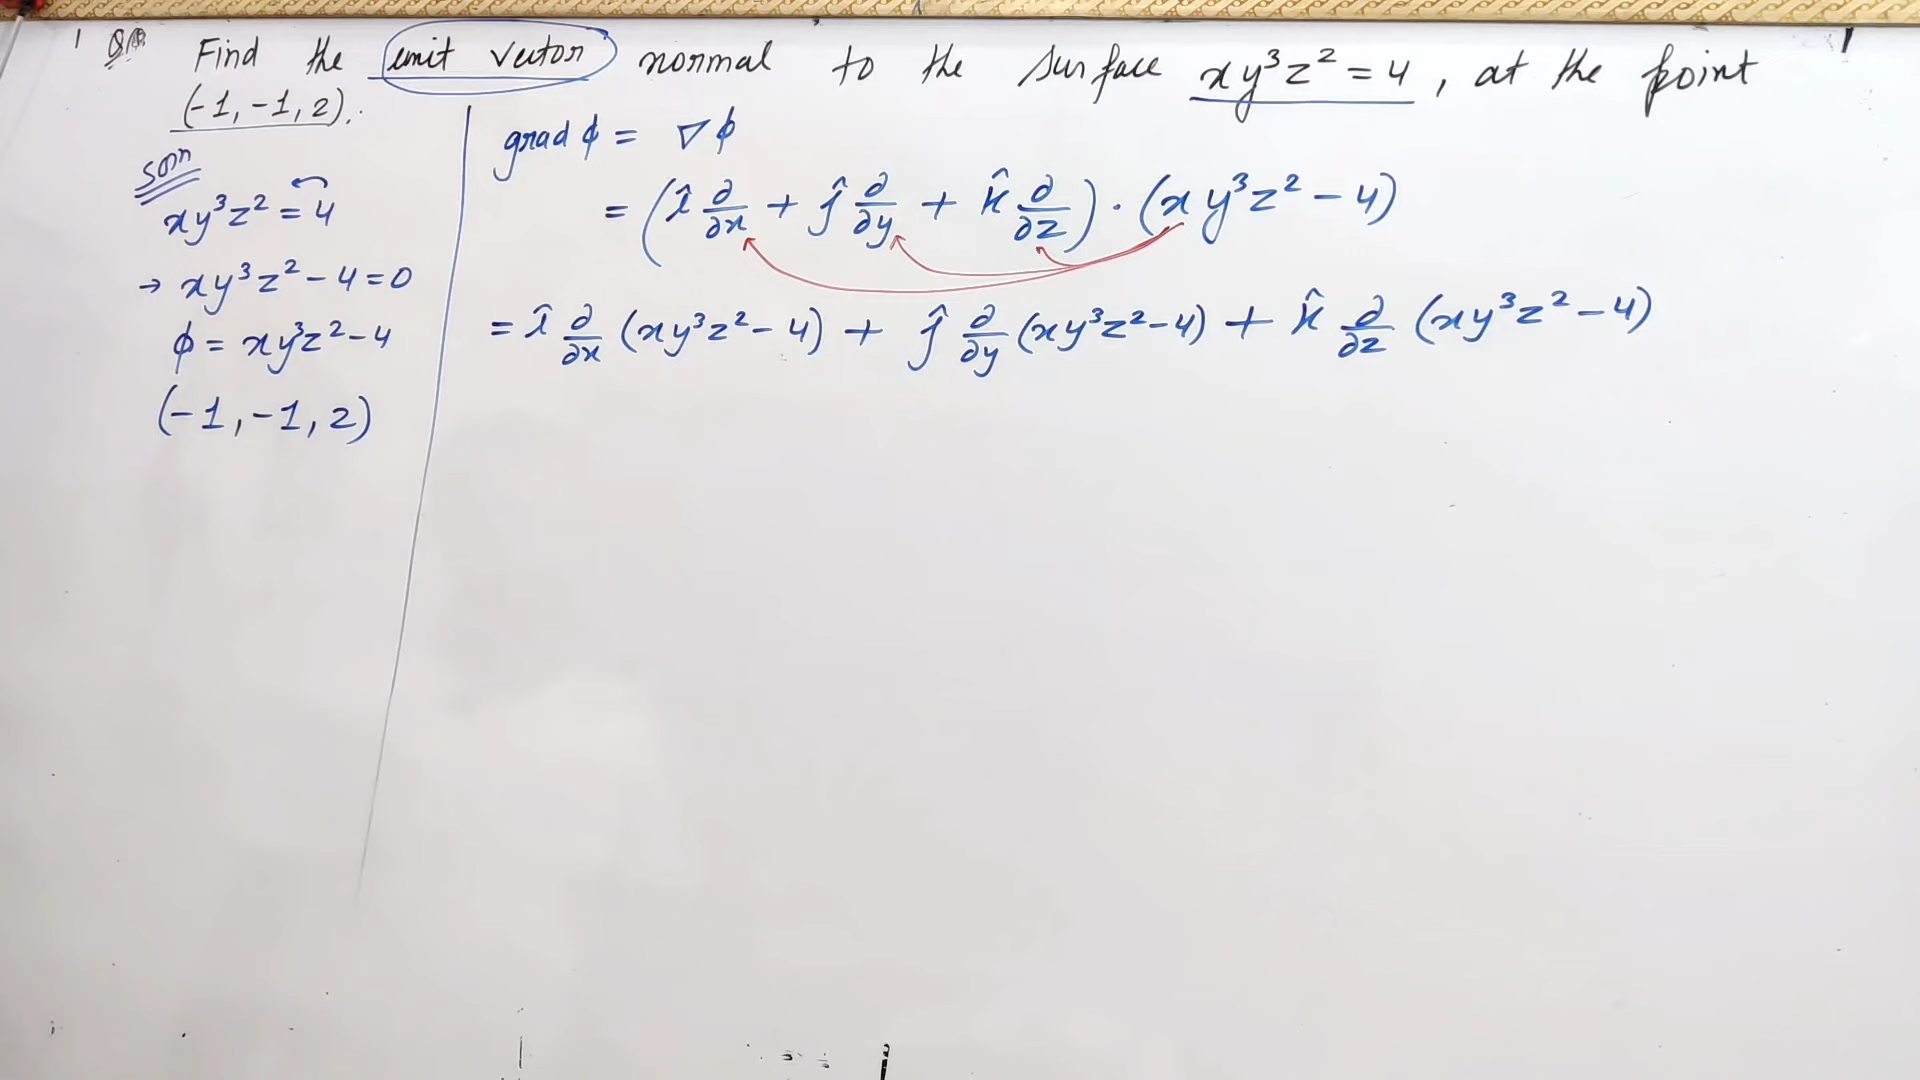 Find the unit vector normal to the surface xy³z² = 4, at the point
(-1, -1, 2).
Soln
xy³z² = 4
→ xy³z² - 4 = 0
ϕ = xy³z² - 4
(-1, -1, 2)
grad ϕ = ∇ϕ
= (î ∂/∂x + ĵ ∂/∂y + k̂ ∂/∂z) · (xy³z² - 4)
= î ∂/∂x (xy³z² - 4) + ĵ ∂/∂y (xy³z² - 4) + k̂ ∂/∂z (xy³z² - 4)